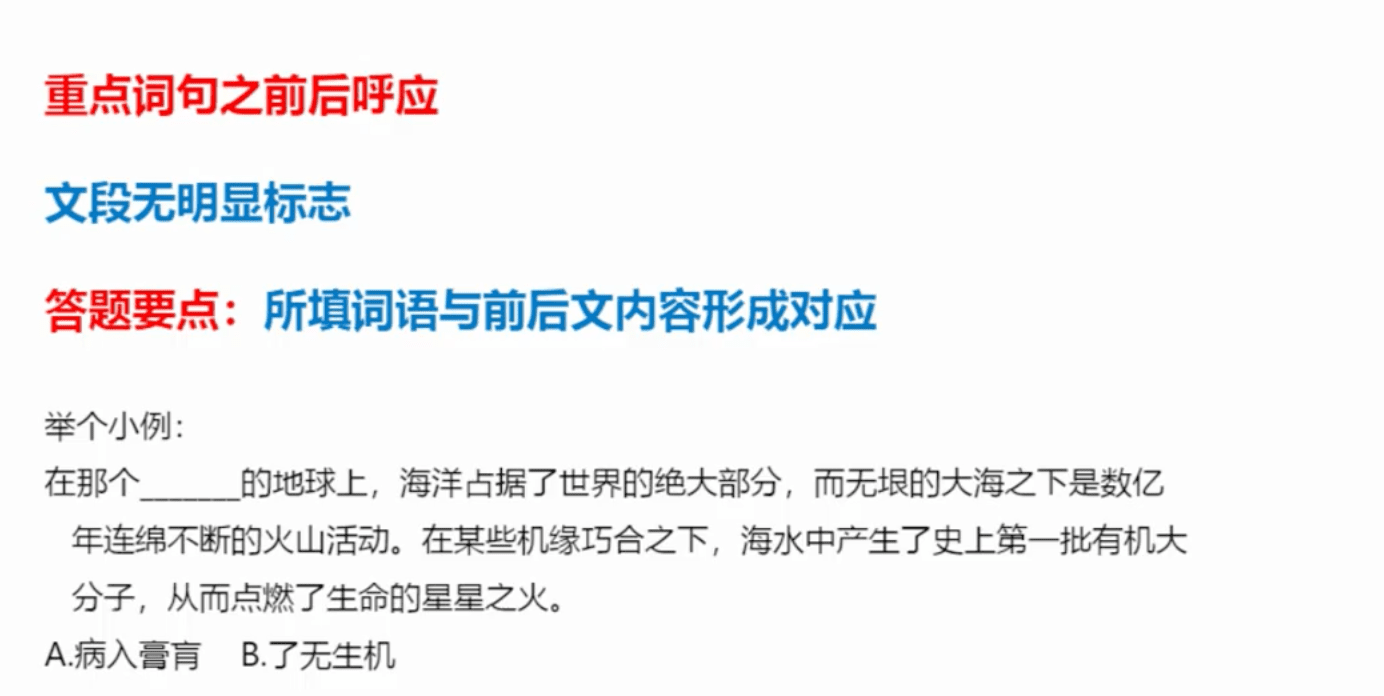 重点词句之前后呼应
文段无明显标志
答题要点：所填词语与前后文内容形成对应
举个小例：
在那个_______的地球上，海洋占据了世界的绝大部分，而无垠的大海之下是数亿
年连绵不断的火山活动。在某些机缘巧合之下，海水中产生了史上第一批有机大
分子，从而点燃了生命的星星之火。
A.病入膏肓 B.了无生机